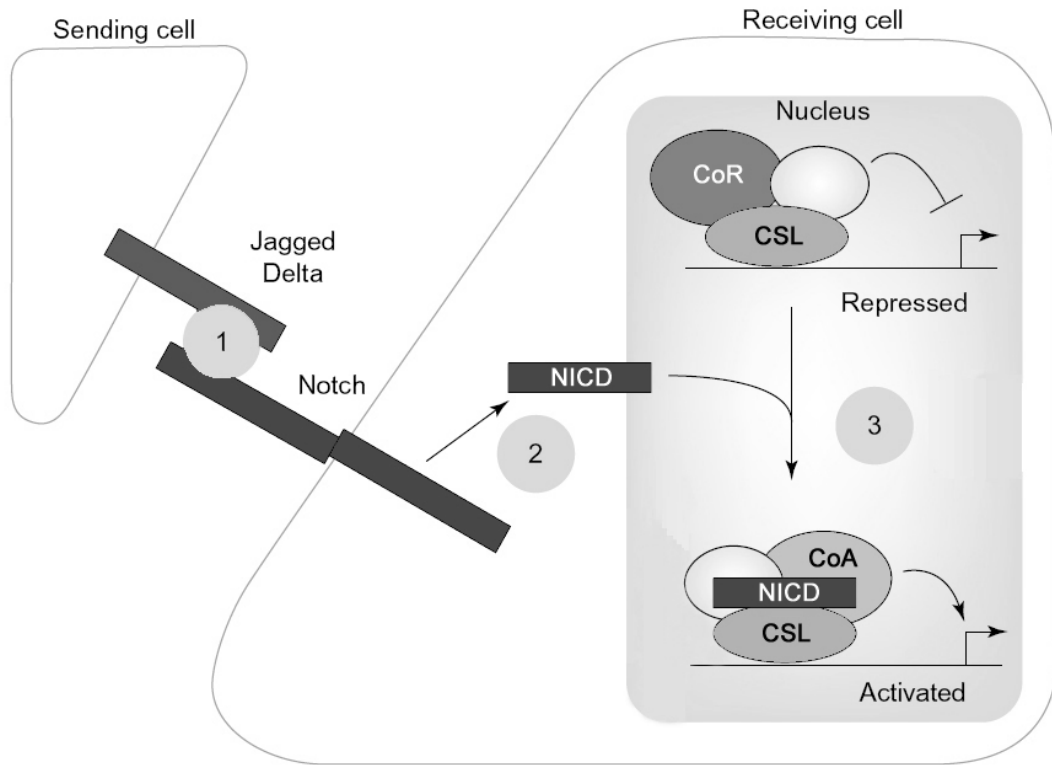 Sending cell
Receiving cell
Nucleus
CoR
CSL
Repressed
Jagged
Delta
1
Notch
NICD
2
3
CoA
NICD
CSL
Activated